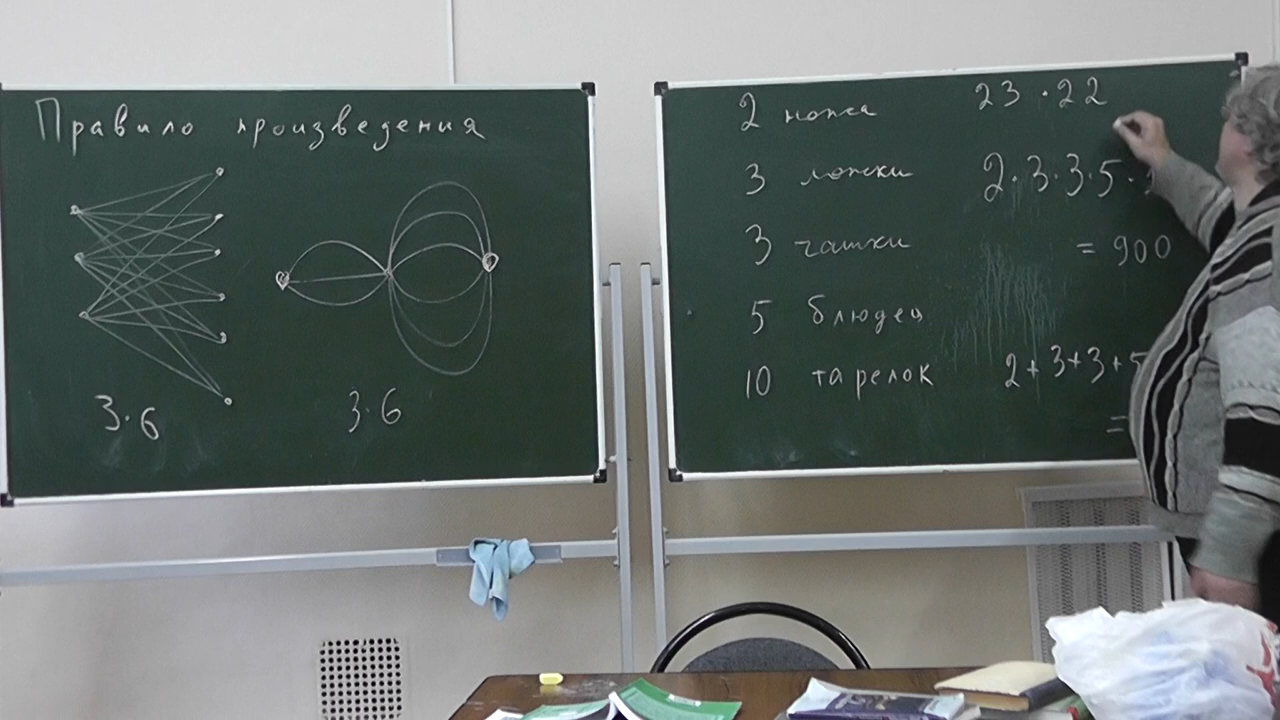 Правило произведения
3·6
3·6
2 ножа
23 · 22
3 ложки
2·3·3·5·
3 чашки
= 900
5 блюдец
10 тарелок
2+3+3+5
=